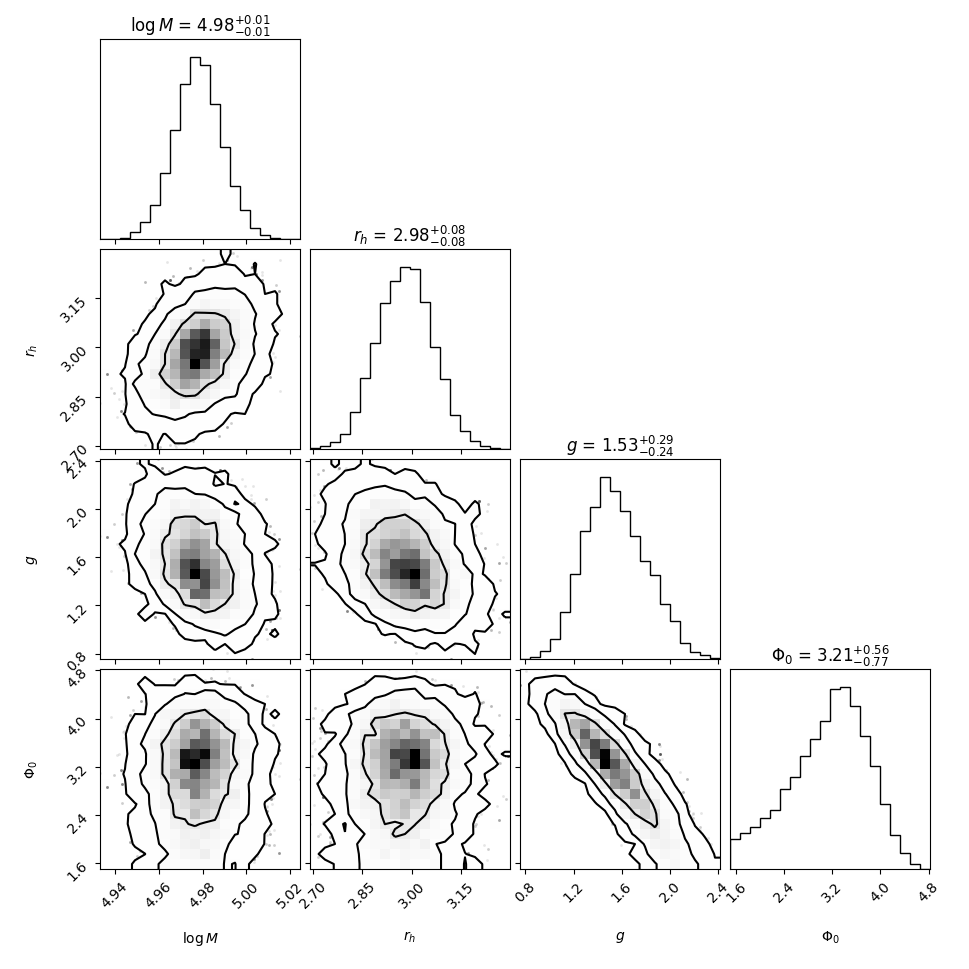 log M = 4.98 +0.01 −0.01
r_h = 2.98 +0.08 −0.08
3.15
3.00
2.85
2.70
r_h
g = 1.53 +0.29 −0.24
2.4
2.0
1.6
1.2
0.8
g
Φ_0 = 3.21 +0.56 −0.77
4.8
4.0
3.2
2.4
1.6
Φ_0
4.94 4.96 4.98 5.00 5.02 2.70 2.85 3.00 3.15 0.8 1.2 1.6 2.0 2.4 1.6 2.4 3.2 4.0 4.8
log M r_h g Φ_0